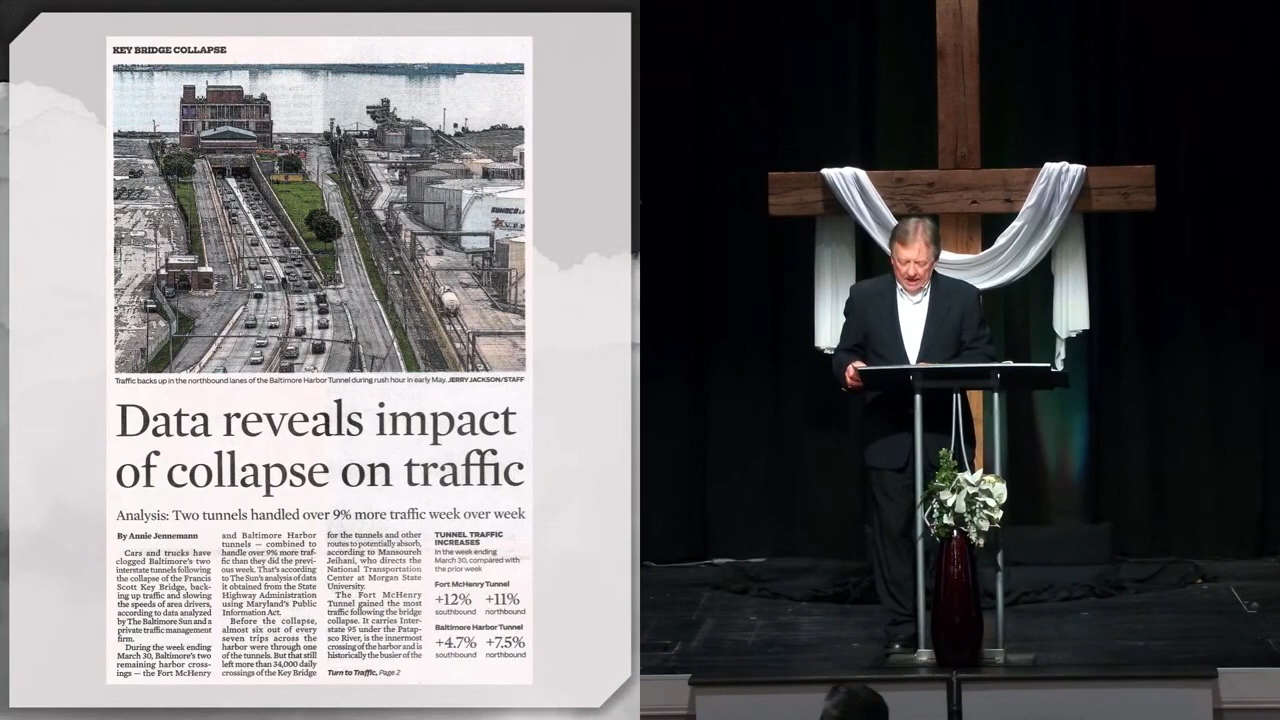 KEY BRIDGE COLLAPSE
SUNOCO
Traffic backs up in the northbound lanes of the Baltimore Harbor Tunnel during rush hour in early May. JERRY JACKSON/STAFF
Data reveals impact
of collapse on traffic
Analysis: Two tunnels handled over 9% more traffic week over week
By Annie Jennemann
Cars and trucks have
clogged Baltimore's two
interstate tunnels following
the collapse of the Francis
Scott Key Bridge, back-
ing up traffic and slowing
the speeds of area drivers,
according to data analyzed
by The Baltimore Sun and a
private traffic management
firm.
During the week ending
March 30, Baltimore's two
remaining harbor cross-
ings — the Fort McHenry
and Baltimore Harbor
tunnels — combined to
handle over 9% more traf-
fic than they did the previ-
ous week. That's according
to The Sun's analysis of data
it obtained from the State
Highway Administration
using Maryland's Public
Information Act.
Before the collapse,
almost six out of every
seven trips across the
harbor were through one
of the tunnels. But that still
left more than 34,000 daily
crossings of the Key Bridge
for the tunnels and other
routes to potentially absorb,
according to Mansoureh
Jeihani, who directs the
National Transportation
Center at Morgan State
University.
The Fort McHenry
Tunnel gained the most
traffic following the bridge
collapse. It carries Inter-
state 95 under the Pataps-
co River, is the innermost
crossing of the harbor and is
historically the busier of the
Turn to Traffic, Page 2
TUNNEL TRAFFIC
INCREASES
In the week ending
March 30, compared with
the prior week
Fort McHenry Tunnel
+12% +11%
southbound northbound
Baltimore Harbor Tunnel
+4.7% +7.5%
southbound northbound